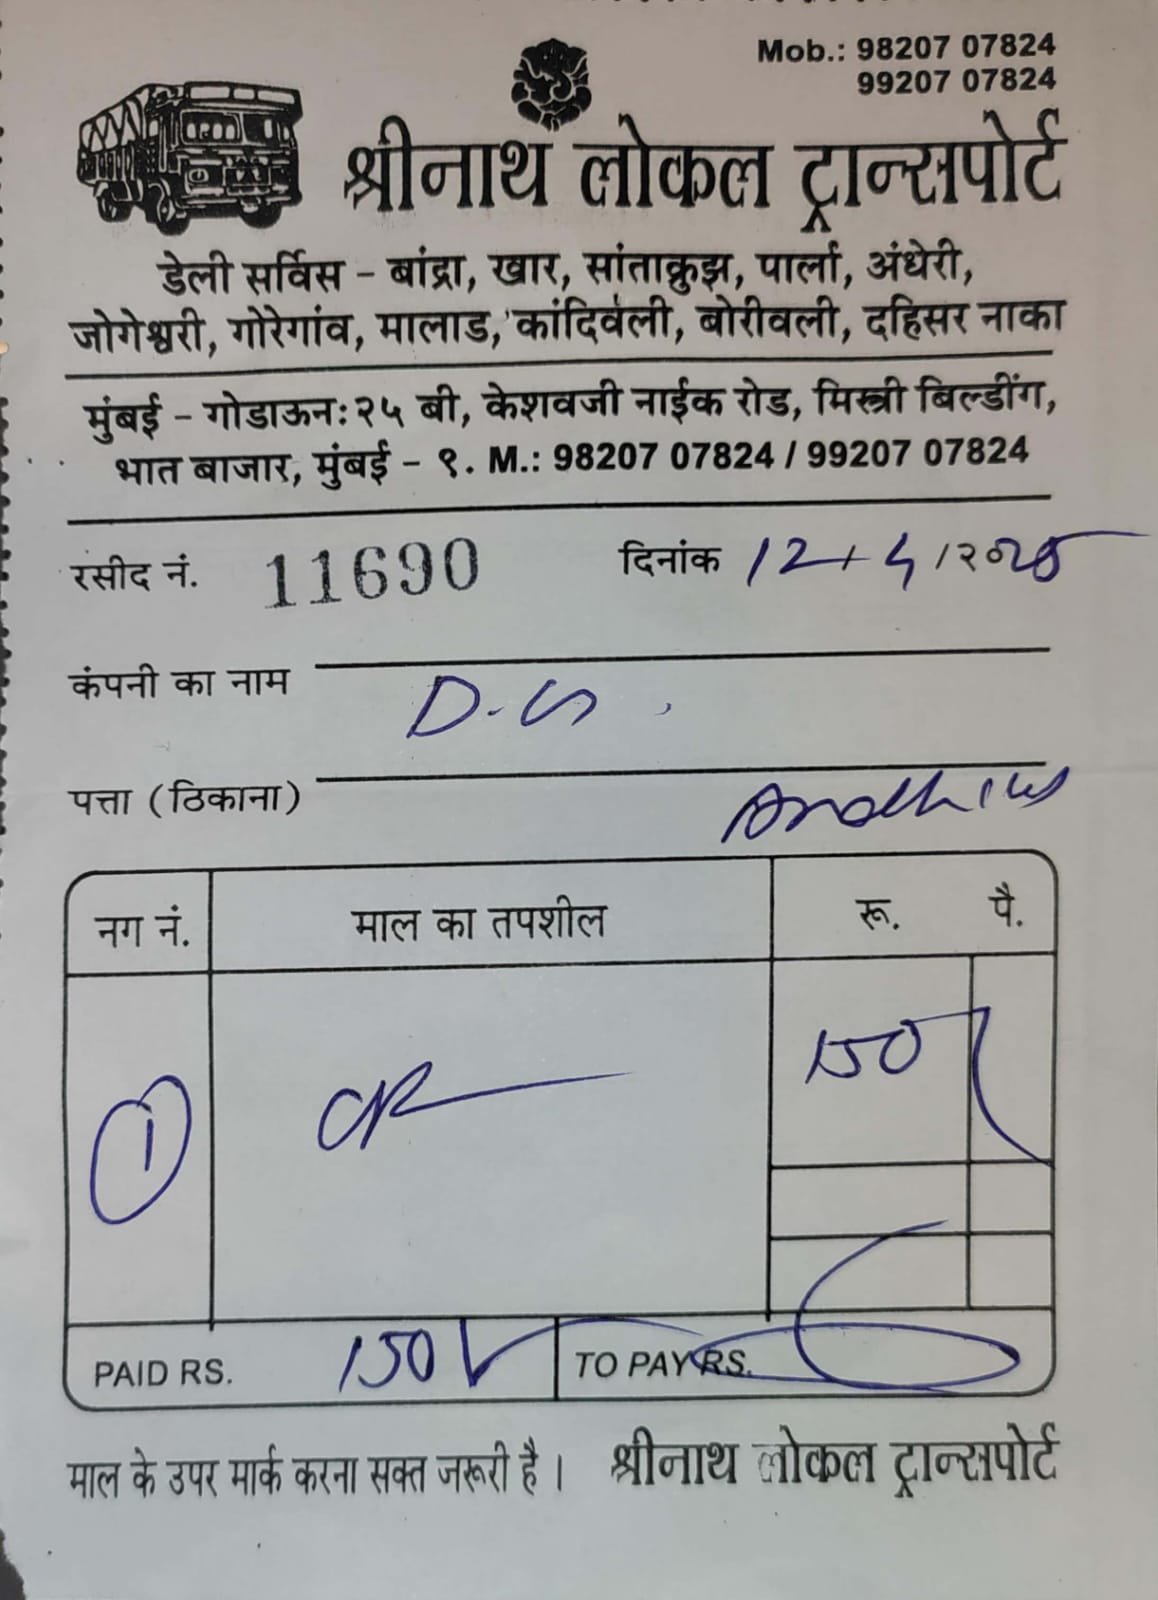 Mob.: 98207 07824
99207 07824
श्रीनाथ लोकल ट्रान्सपोर्ट
डेली सर्विस - बांद्रा, खार, सांताक्रुझ, पार्ला, अंधेरी,
जोगेश्वरी, गोरेगांव, मालाड, कांदिवली, बोरीवली, दहिसर नाका
मुंबई - गोडाऊन: २५ बी, केशवजी नाईक रोड, मिस्त्री बिल्डींग,
भात बाजार, मुंबई - ९. M.: 98207 07824 / 99207 07824
रसीद नं. 11690 दिनांक 12/4/२०25
कंपनी का नाम D.
पत्ता (ठिकाना)
नग नं. माल का तपशील रू. पै.
1 150
PAID RS. 150 TO PAY RS.
माल के उपर मार्क करना सक्त जरूरी है। श्रीनाथ लोकल ट्रान्सपोर्ट